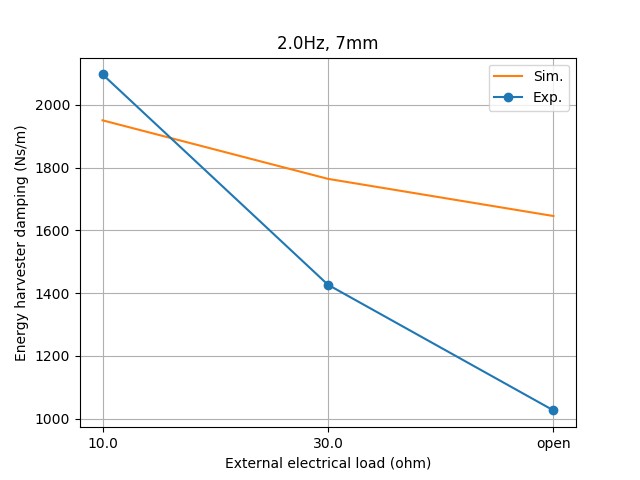 2.0Hz, 7mm
Sim.
Exp.
Energy harvester damping (Ns/m)
2000
1800
1600
1400
1200
1000
10.0
30.0
open
External electrical load (ohm)